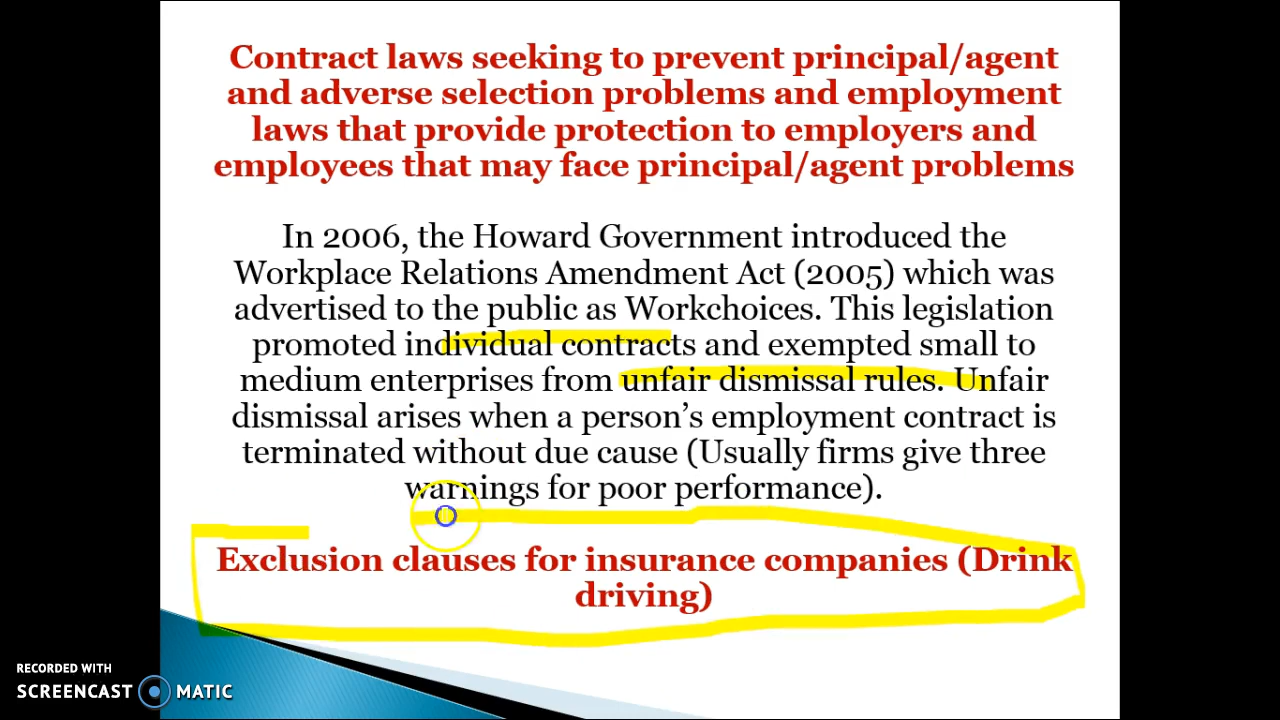 Contract laws seeking to prevent principal/agent
and adverse selection problems and employment
laws that provide protection to employers and
employees that may face principal/agent problems
In 2006, the Howard Government introduced the
Workplace Relations Amendment Act (2005) which was
advertised to the public as Workchoices. This legislation
promoted individual contracts and exempted small to
medium enterprises from unfair dismissal rules. Unfair
dismissal arises when a person’s employment contract is
terminated without due cause (Usually firms give three
warnings for poor performance).
Exclusion clauses for insurance companies (Drink
driving)
RECORDED WITH
SCREENCAST MATIC